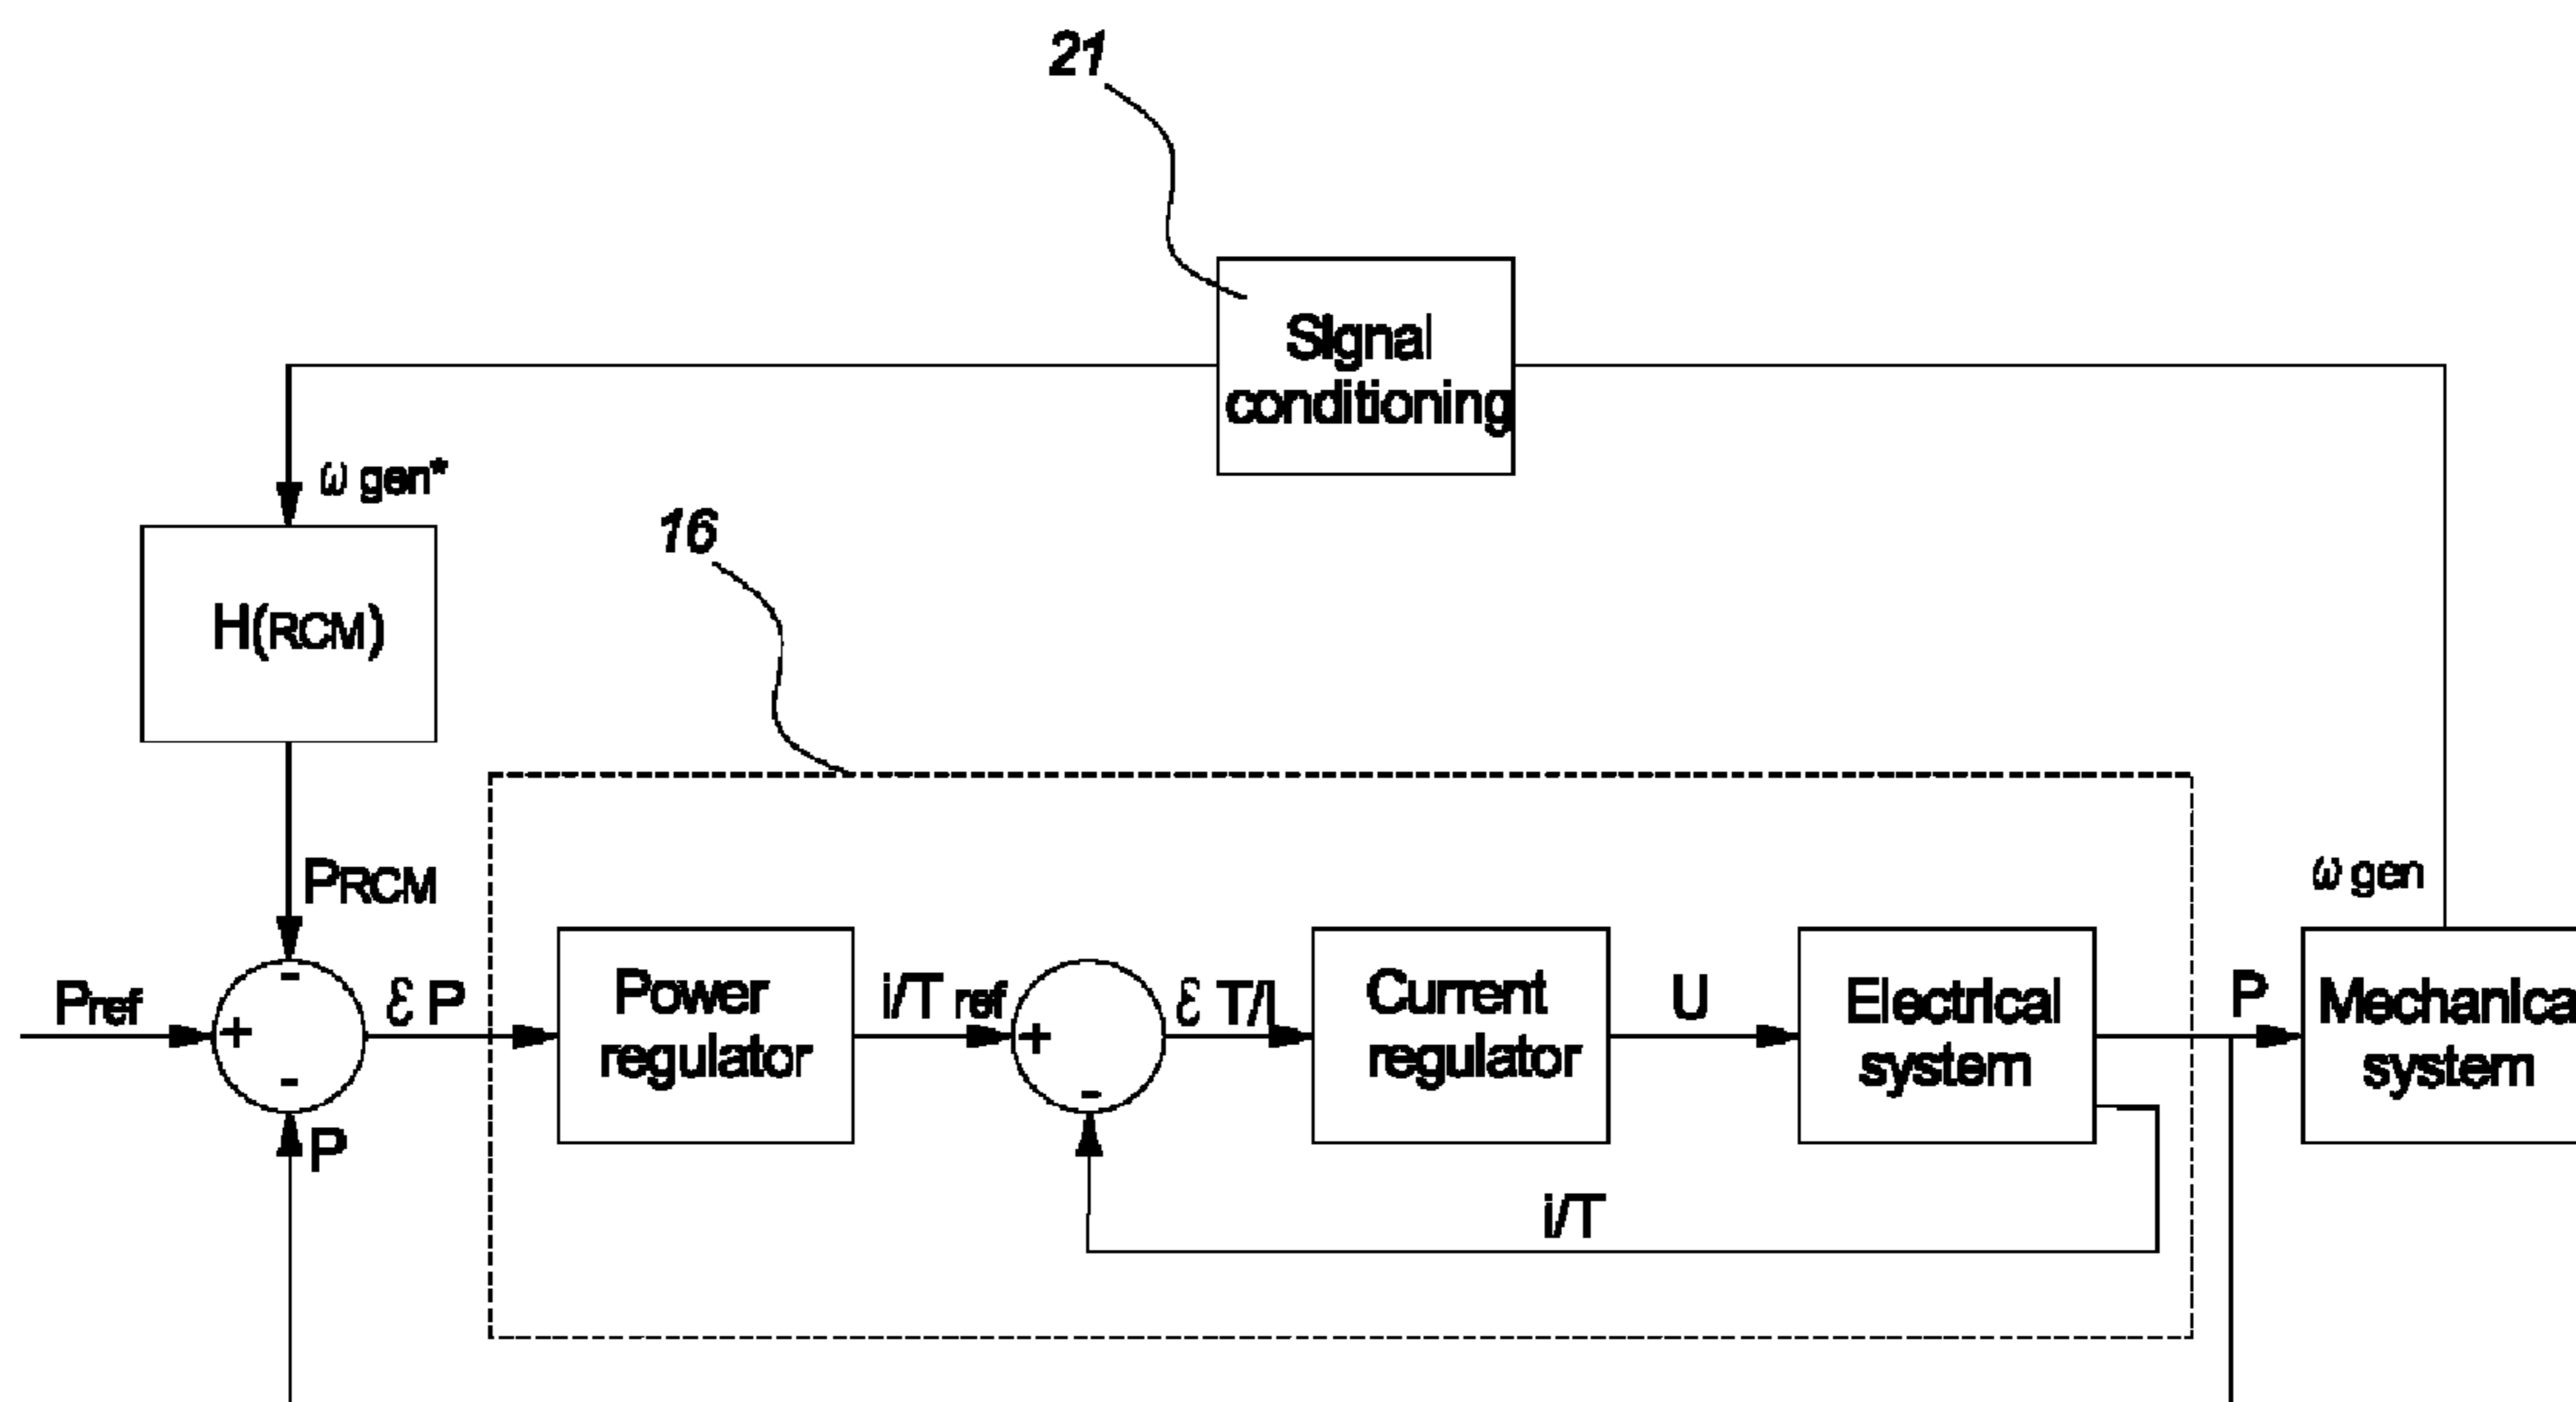 21
Signal
conditioning
ω gen*
16
H(RCM)
PRCM
ω gen
Pref
+
-
-
P
ε P
Power
regulator
i/T ref
+
-
ε T/I
Current
regulator
U
Electrical
system
P
Mechanica
system
i/T